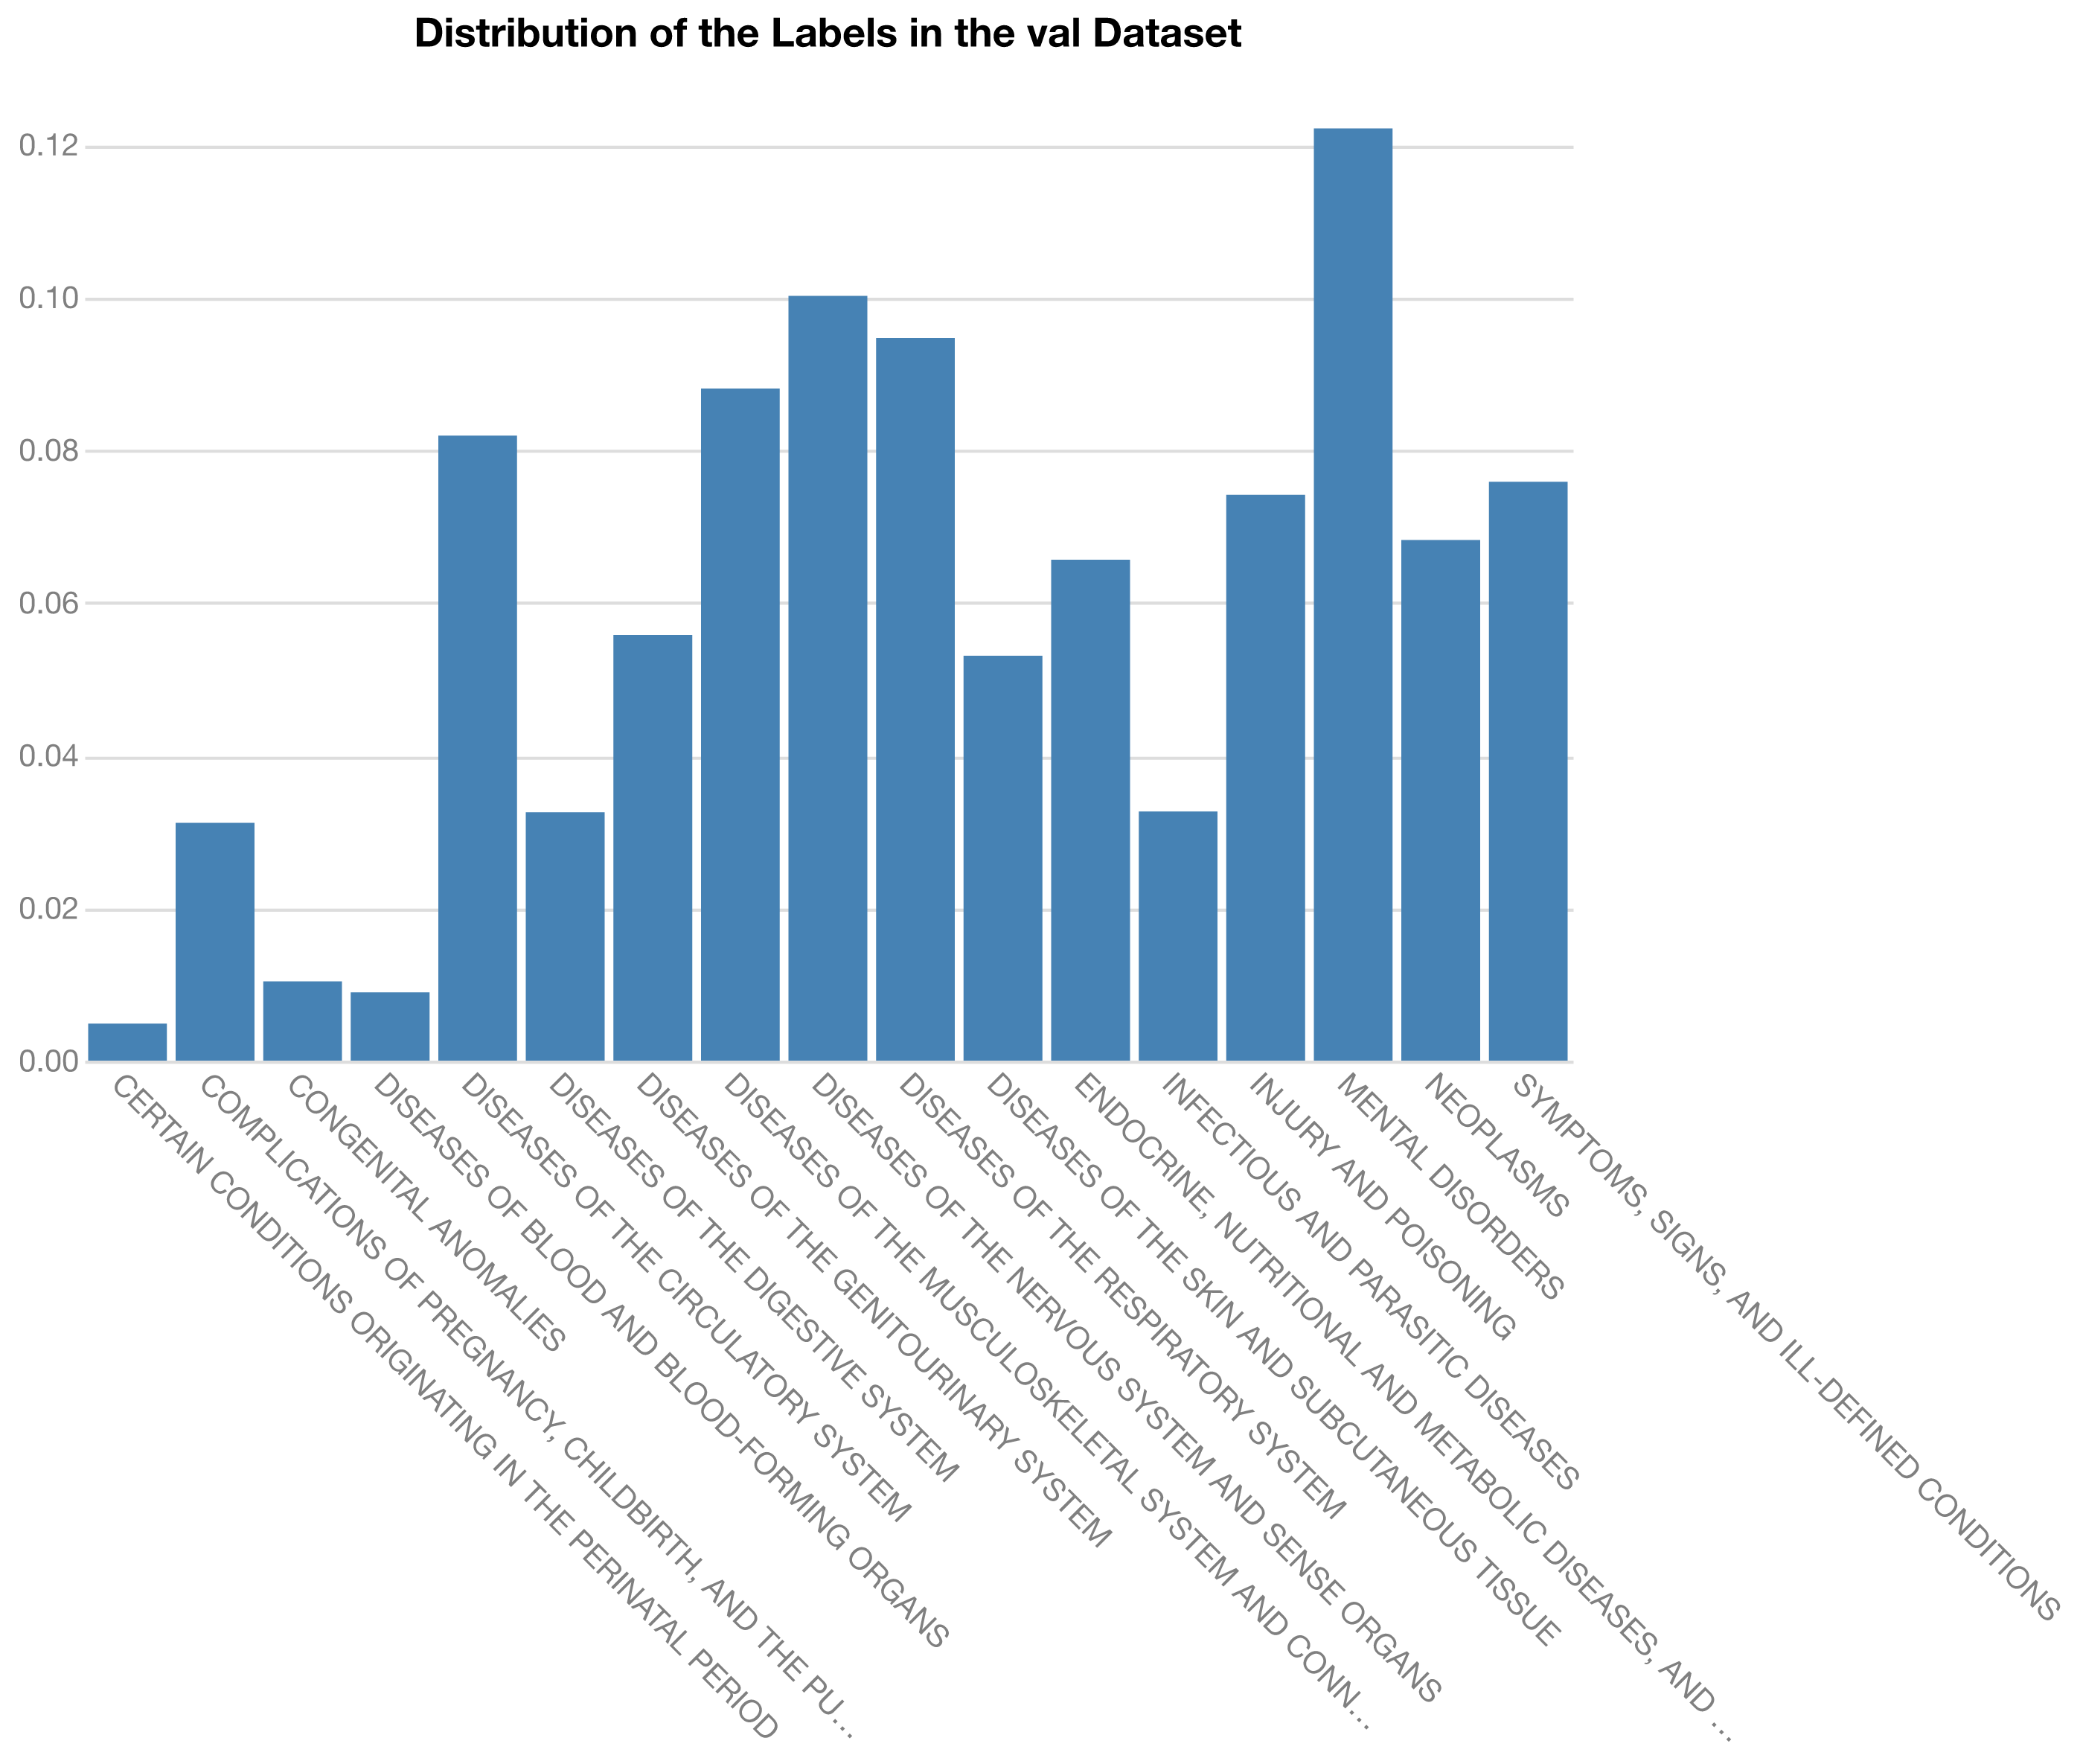 Distribution of the Labels in the val Dataset
0.12
0.10
0.08
0.06
0.04
0.02
0.00
CERTAIN CONDITIONS ORIGINATING IN THE PERINATAL PERIOD
COMPLICATIONS OF PREGNANCY, CHILDBIRTH, AND THE PU…
CONGENITAL ANOMALIES
DISEASES OF BLOOD AND BLOOD-FORMING ORGANS
DISEASES OF THE CIRCULATORY SYSTEM
DISEASES OF THE DIGESTIVE SYSTEM
DISEASES OF THE GENITOURINARY SYSTEM
DISEASES OF THE MUSCULOSKELETAL SYSTEM AND CONN…
DISEASES OF THE NERVOUS SYSTEM AND SENSE ORGANS
DISEASES OF THE RESPIRATORY SYSTEM
DISEASES OF THE SKIN AND SUBCUTANEOUS TISSUE
ENDOCRINE, NUTRITIONAL AND METABOLIC DISEASES, AND …
INFECTIOUS AND PARASITIC DISEASES
INJURY AND POISONING
MENTAL DISORDERS
NEOPLASMS
SYMPTOMS, SIGNS, AND ILL-DEFINED CONDITIONS